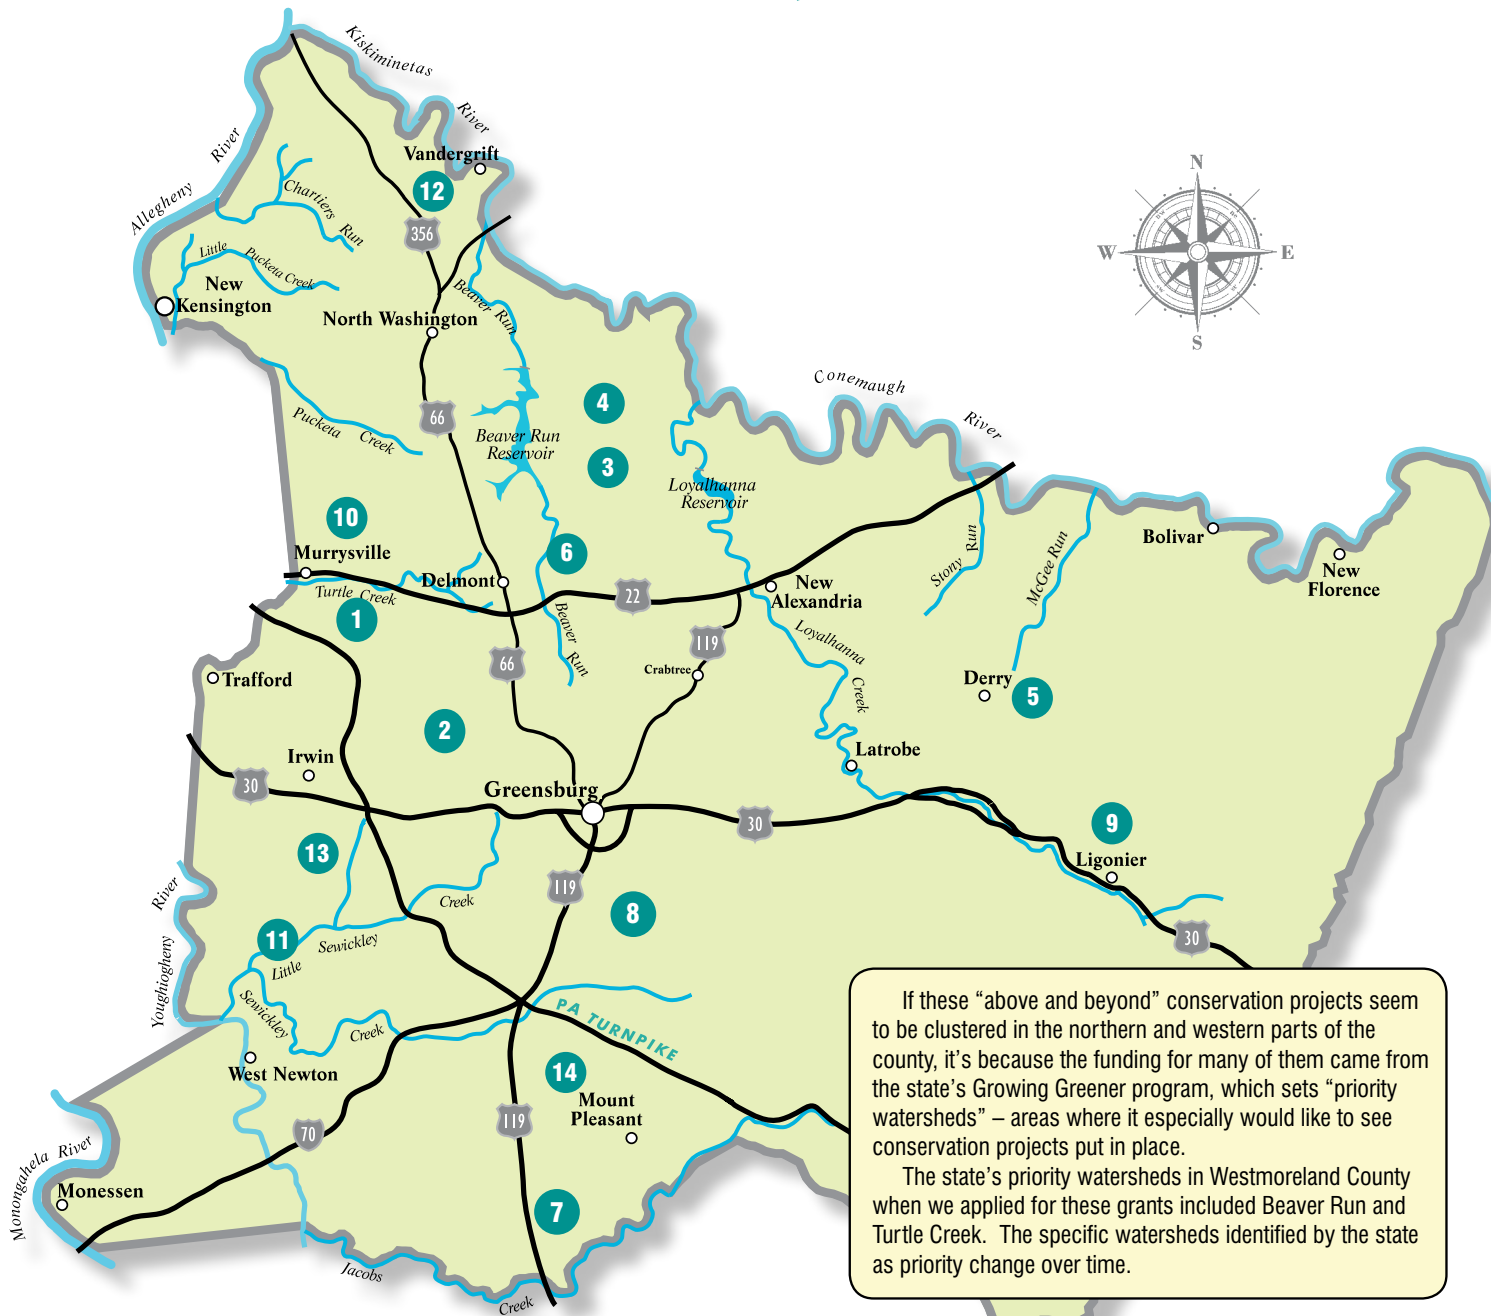 Kiskiminetas
River
Vandergrift
12
River
Allegheny
Chartiers
Run
356
N
W
E
S
Little
Pucketa Creek
New
Kensington
Beaver Run
North Washington
Conemaugh
River
4
66
Pucketa
Creek
Beaver Run
Reservoir
3
Loyalhanna
Reservoir
10
Murrysville
6
Bolivar
Stony Run
McGee Run
New
Florence
Delmont
Turtle Creek
22
New
Alexandria
1
Beaver
Run
Loyalhanna
Creek
119
66
Crabtree
Trafford
Derry
5
2
Irwin
Latrobe
30
Greensburg
30
9
13
Ligonier
River
Youghiogheny
119
Creek
8
11
Sewickley
Little
30
Sewickley
Creek
PA TURNPIKE
West Newton
14
Mount
Pleasant
70
119
Monongahela River
Monessen
7
Jacobs
Creek
If these “above and beyond” conservation projects seem
to be clustered in the northern and western parts of the
county, it’s because the funding for many of them came from
the state’s Growing Greener program, which sets “priority
watersheds” – areas where it especially would like to see
conservation projects put in place.
The state’s priority watersheds in Westmoreland County
when we applied for these grants included Beaver Run and
Turtle Creek.  The specific watersheds identified by the state
as priority change over time.